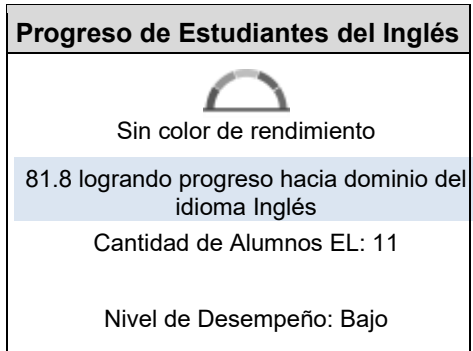 Progreso de Estudiantes del Inglés
Sin color de rendimiento
81.8 logrando progreso hacia dominio del
idioma Inglés
Cantidad de Alumnos EL: 11
Nivel de Desempeño: Bajo